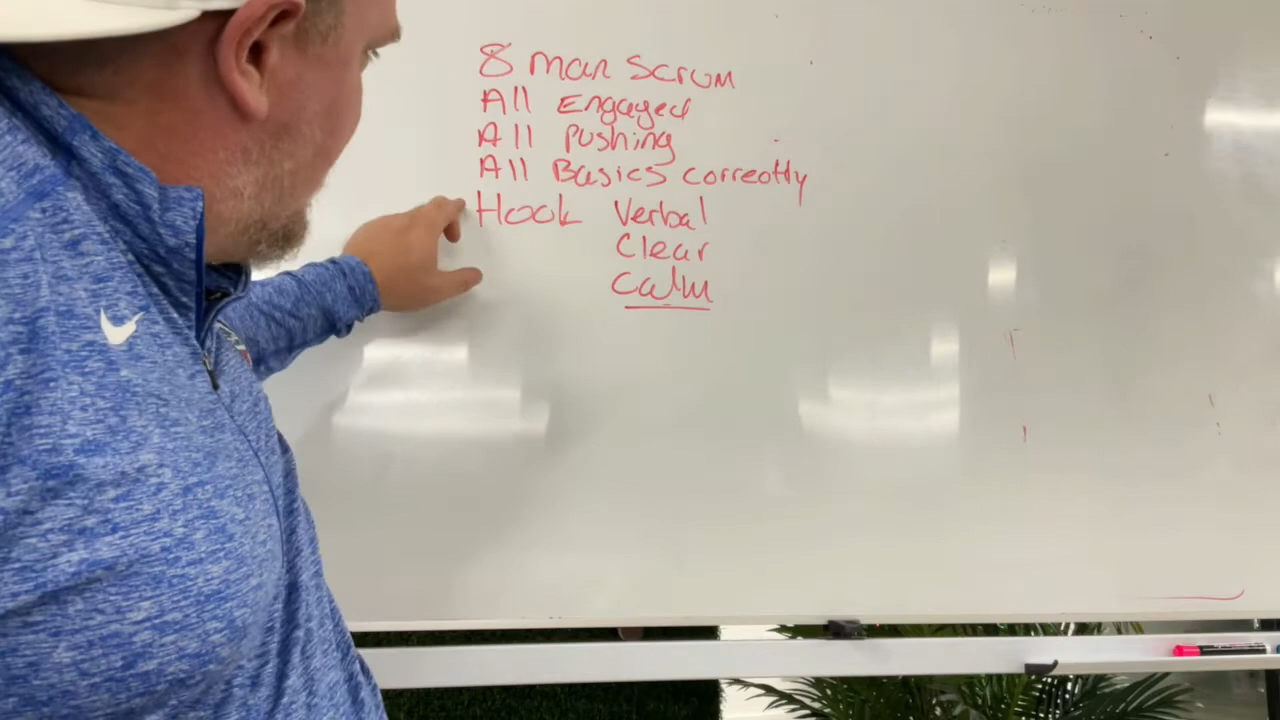 8 man Scrum
All Engaged
All pushing
All Basics correctly
Hook Verbal
Clear
Calm